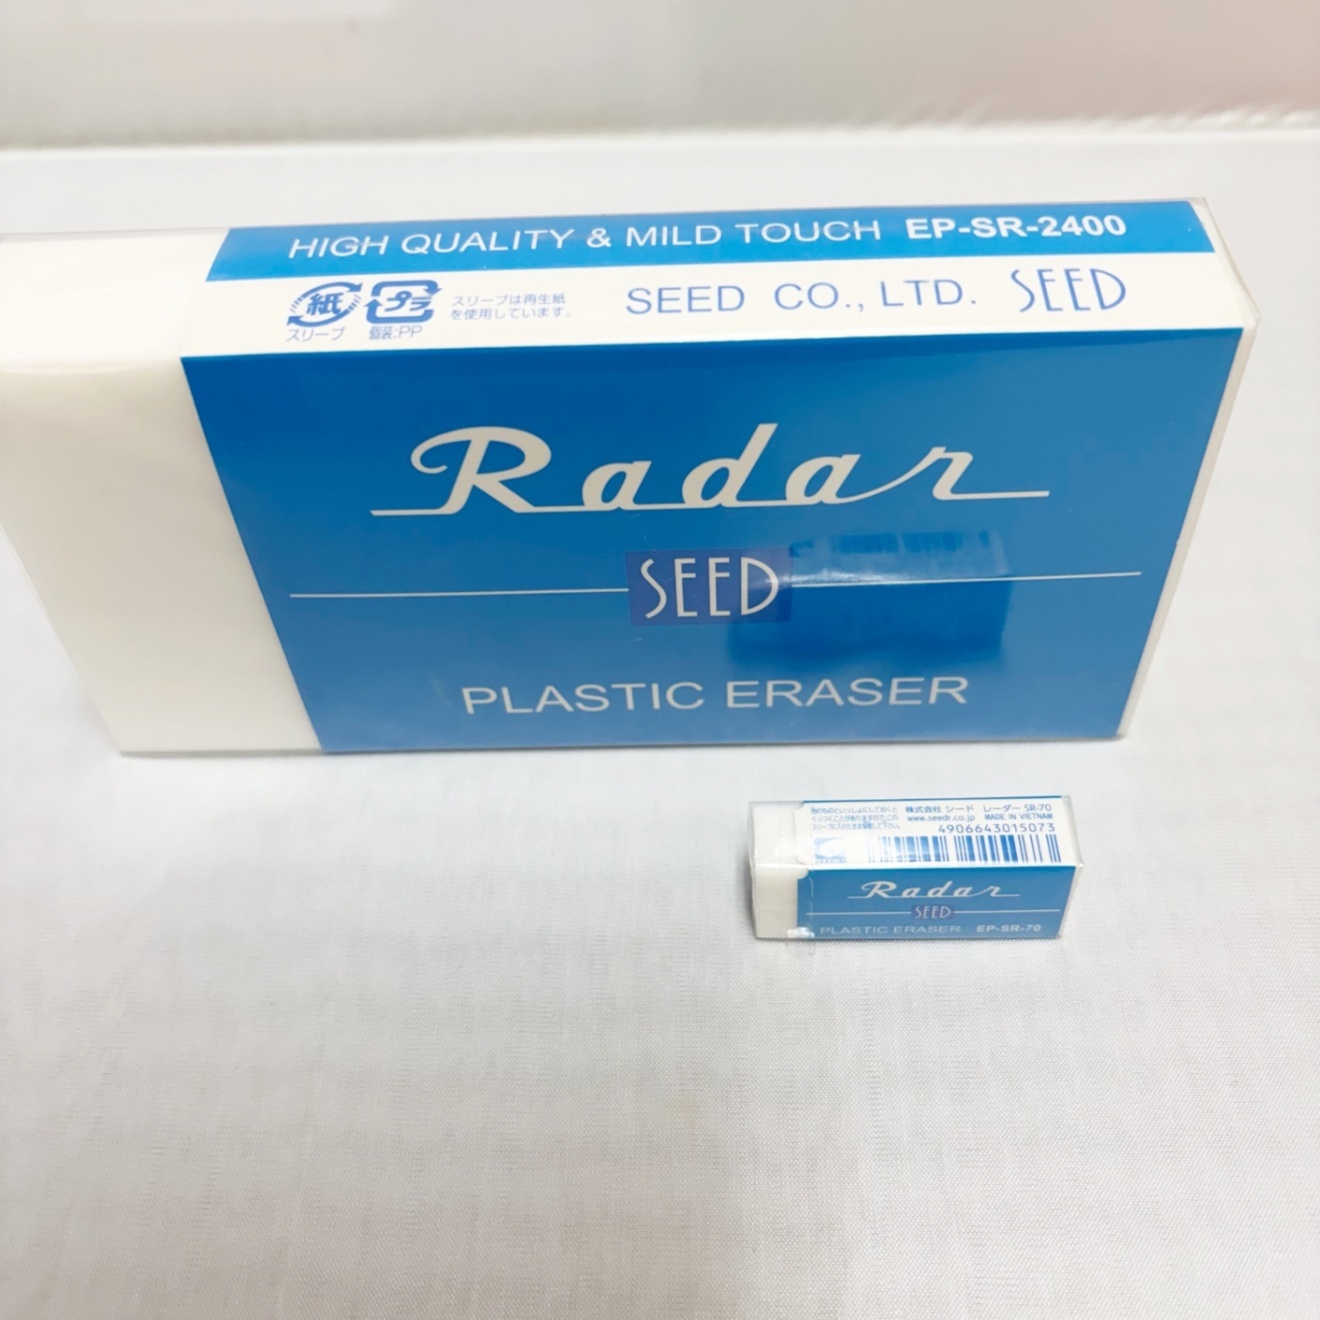 HIGH QUALITY & MILD TOUCH EP-SR-2400
紙 プラ スリーブは再生紙
を使用しています。
スリーブ 個装:PP
SEED CO., LTD. SEED
Radar
SEED
PLASTIC ERASER
株式会社 シード レーダー SR-70
www.seedr.co.jp MADE IN VIETNAM
4906643015073
Radar
SEED
PLASTIC ERASER EP-SR-70